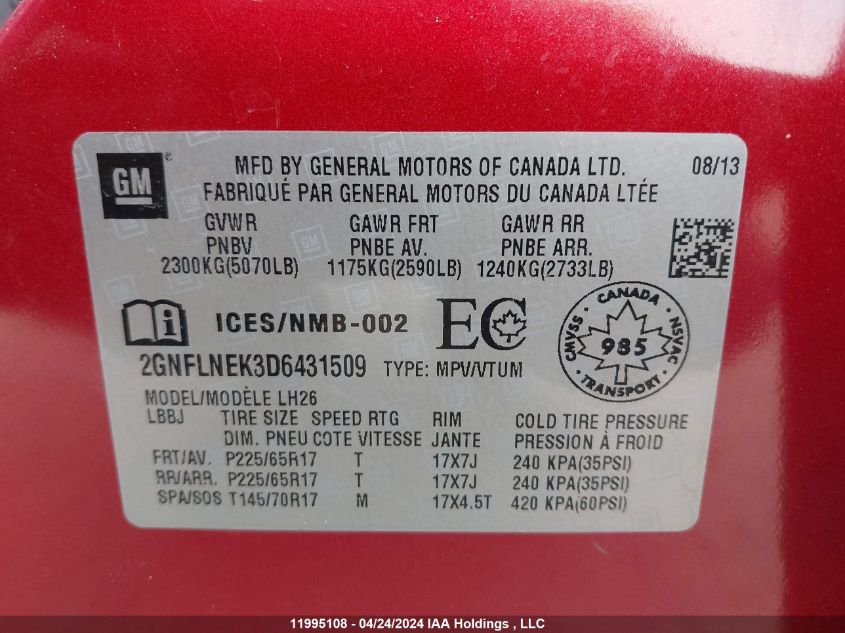 GM ®
MFD BY GENERAL MOTORS OF CANADA LTD. 08/13
FABRIQUÉ PAR GENERAL MOTORS DU CANADA LTÉE
GVWR GAWR FRT GAWR RR
PNBV PNBE AV. PNBE ARR.
2300KG(5070LB) 1175KG(2590LB) 1240KG(2733LB)
i ICES/NMB-002 EC
CANADA
CMVSS 985 NSVAC
TRANSPORT
2GNFLNEK3D6431509 TYPE: MPV/VTUM
MODEL/MODÈLE LH26
LBBJ TIRE SIZE SPEED RTG RIM COLD TIRE PRESSURE
DIM. PNEU COTE VITESSE JANTE PRESSION À FROID
FRT/AV. P225/65R17 T 17X7J 240 KPA(35PSI)
RR/ARR. P225/65R17 T 17X7J 240 KPA(35PSI)
SPA/SOS T145/70R17 M 17X4.5T 420 KPA(60PSI)
11995108 - 04/24/2024 IAA Holdings , LLC